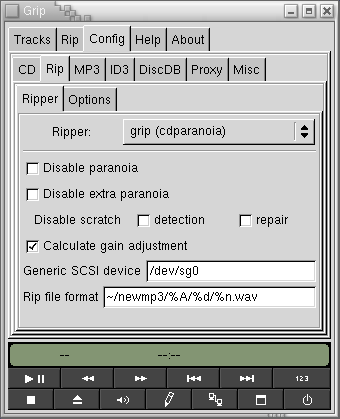 Grip
Tracks Rip Config Help About
CD Rip MP3 ID3 DiscDB Proxy Misc
Ripper Options
Ripper: grip (cdparanoia)
Disable paranoia
Disable extra paranoia
Disable scratch detection repair
Calculate gain adjustment
Generic SCSI device /dev/sg0
Rip file format ~/newmp3/%A/%d/%n.wav
-- --:--
123